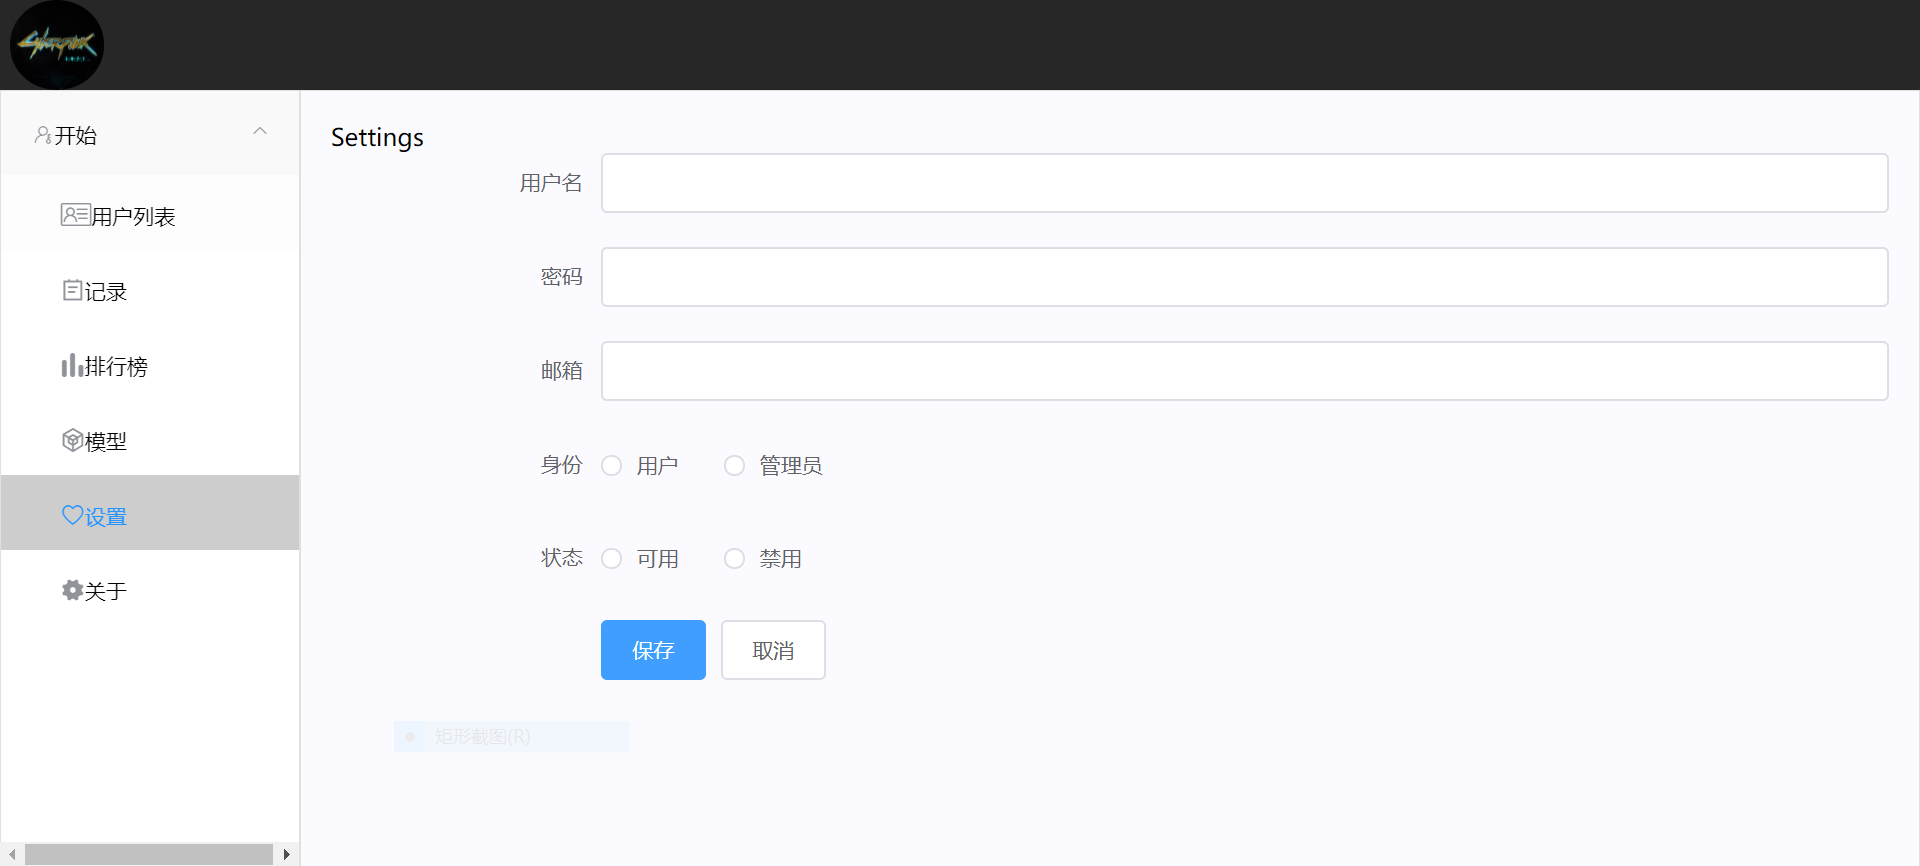 Cyberpunk
开始
用户列表
记录
排行榜
模型
设置
关于
Settings
用户名
密码
邮箱
身份 用户 管理员
状态 可用 禁用
保存 取消
矩形截图(R)